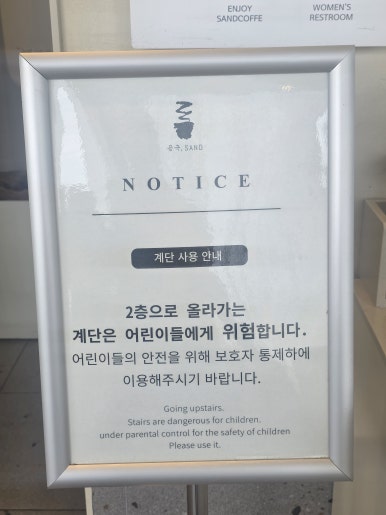 ENJOY
SANDCOFFE
WOMEN'S
RESTROOM
SAND
NOTICE
계단 사용 안내
2층으로 올라가는
계단은 어린이들에게 위험합니다.
어린이들의 안전을 위해 보호자 통제하에
이용해주시기 바랍니다.
Going upstairs.
Stairs are dangerous for children.
under parental control for the safety of children
Please use it.